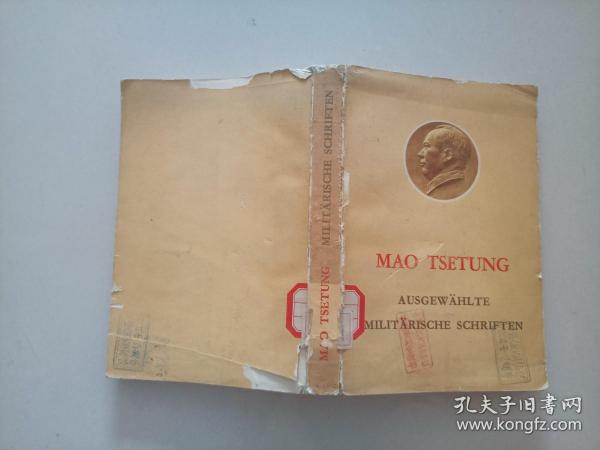 MAO TSETUNG
MILITÄRISCHE SCHRIFTEN
MAO TSETUNG
AUSGEWÄHLTE
MILITÄRISCHE SCHRIFTEN
孔夫子旧书网
www.kongfz.com